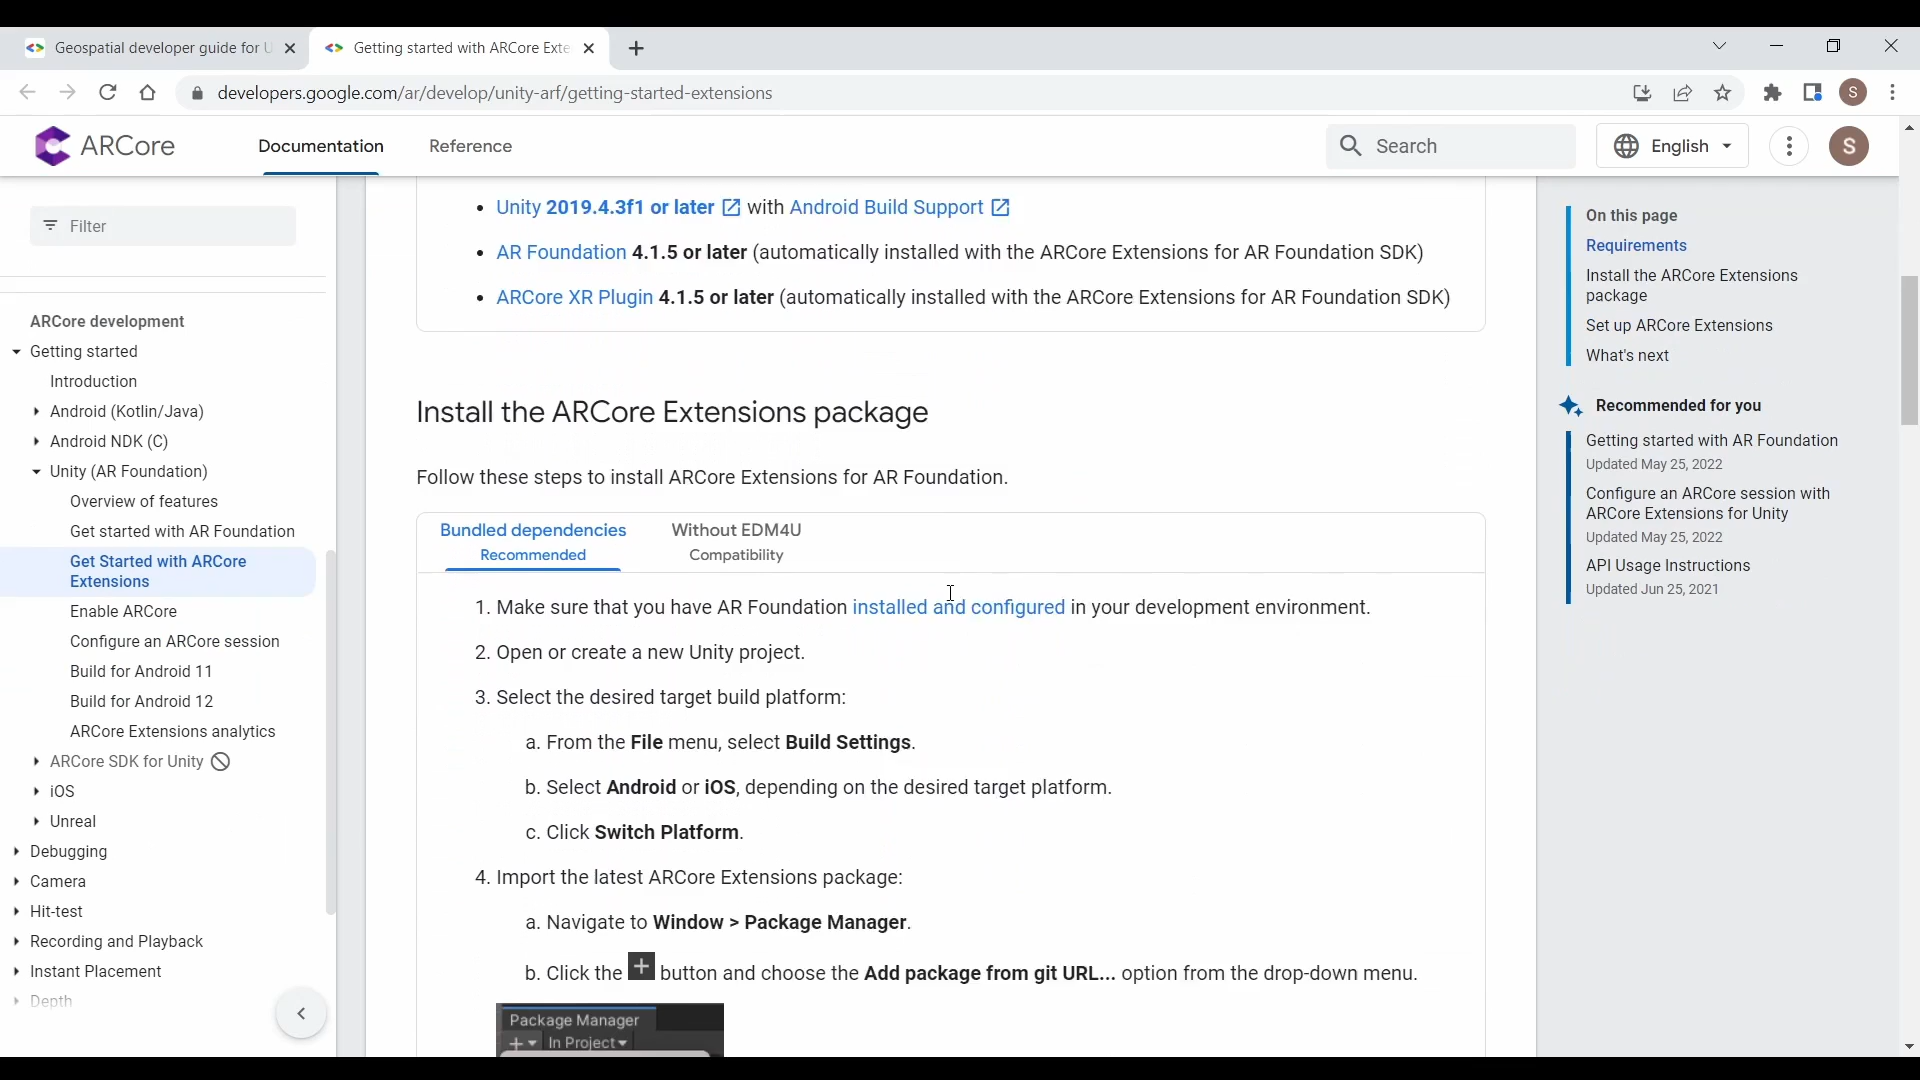 Geospatial developer guide for U
Getting started with ARCore Exte
developers.google.com/ar/develop/unity-arf/getting-started-extensions
S
ARCore
Documentation
Reference
Search
English
S
Filter
ARCore development
Getting started
Introduction
Android (Kotlin/Java)
Android NDK (C)
Unity (AR Foundation)
Overview of features
Get started with AR Foundation
Get Started with ARCore
Extensions
Enable ARCore
Configure an ARCore session
Build for Android 11
Build for Android 12
ARCore Extensions analytics
ARCore SDK for Unity
iOS
Unreal
Debugging
Camera
Hit-test
Recording and Playback
Instant Placement
Depth
Unity 2019.4.3f1 or later with Android Build Support
AR Foundation 4.1.5 or later (automatically installed with the ARCore Extensions for AR Foundation SDK)
ARCore XR Plugin 4.1.5 or later (automatically installed with the ARCore Extensions for AR Foundation SDK)
Install the ARCore Extensions package
Follow these steps to install ARCore Extensions for AR Foundation.
Bundled dependencies
Recommended
Without EDM4U
Compatibility
1. Make sure that you have AR Foundation installed and configured in your development environment.
2. Open or create a new Unity project.
3. Select the desired target build platform:
a. From the File menu, select Build Settings.
b. Select Android or iOS, depending on the desired target platform.
c. Click Switch Platform.
4. Import the latest ARCore Extensions package:
a. Navigate to Window > Package Manager.
b. Click the + button and choose the Add package from git URL... option from the drop-down menu.
Package Manager
+ In Project
On this page
Requirements
Install the ARCore Extensions
package
Set up ARCore Extensions
What's next
Recommended for you
Getting started with AR Foundation
Updated May 25, 2022
Configure an ARCore session with
ARCore Extensions for Unity
Updated May 25, 2022
API Usage Instructions
Updated Jun 25, 2021